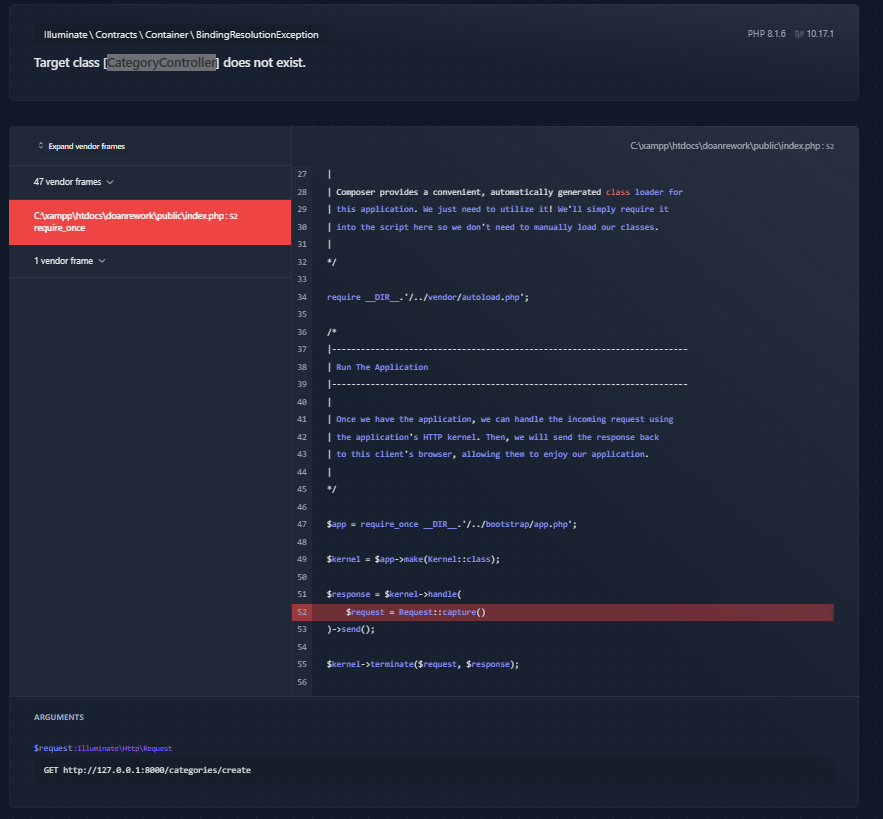 Illuminate\Contracts\Container\BindingResolutionException
PHP 8.1.6 10.17.1
Target class [CategoryController] does not exist.
Expand vendor frames
C:\xampp\htdocs\doanrework\public\index.php : 52
47 vendor frames
C:\xampp\htdocs\doanrework\public\index.php : 52
require_once
1 vendor frame
27 |
28 | Composer provides a convenient, automatically generated class loader for
29 | this application. We just need to utilize it! We'll simply require it
30 | into the script here so we don't need to manually load our classes.
31 |
32 */
33
34 require __DIR__.'/../vendor/autoload.php';
35
36 /*
37 |--------------------------------------------------------------------------
38 | Run The Application
39 |--------------------------------------------------------------------------
40 |
41 | Once we have the application, we can handle the incoming request using
42 | the application's HTTP kernel. Then, we will send the response back
43 | to this client's browser, allowing them to enjoy our application.
44 |
45 */
46
47 $app = require_once __DIR__.'/../bootstrap/app.php';
48
49 $kernel = $app->make(Kernel::class);
50
51 $response = $kernel->handle(
52 $request = Request::capture()
53 )->send();
54
55 $kernel->terminate($request, $response);
56
ARGUMENTS
$request:Illuminate\Http\Request
GET http://127.0.0.1:8000/categories/create